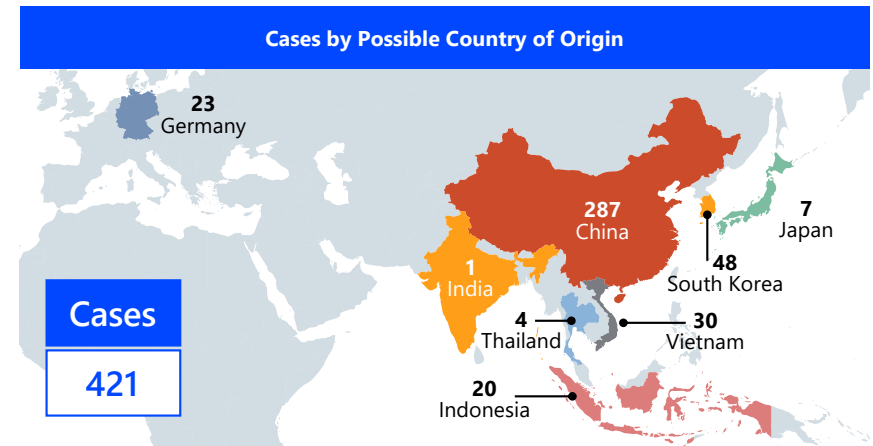 Cases by Possible Country of Origin
23
Germany
287
China
7
Japan
48
South Korea
1
India
4
Thailand
30
Vietnam
20
Indonesia
Cases
421